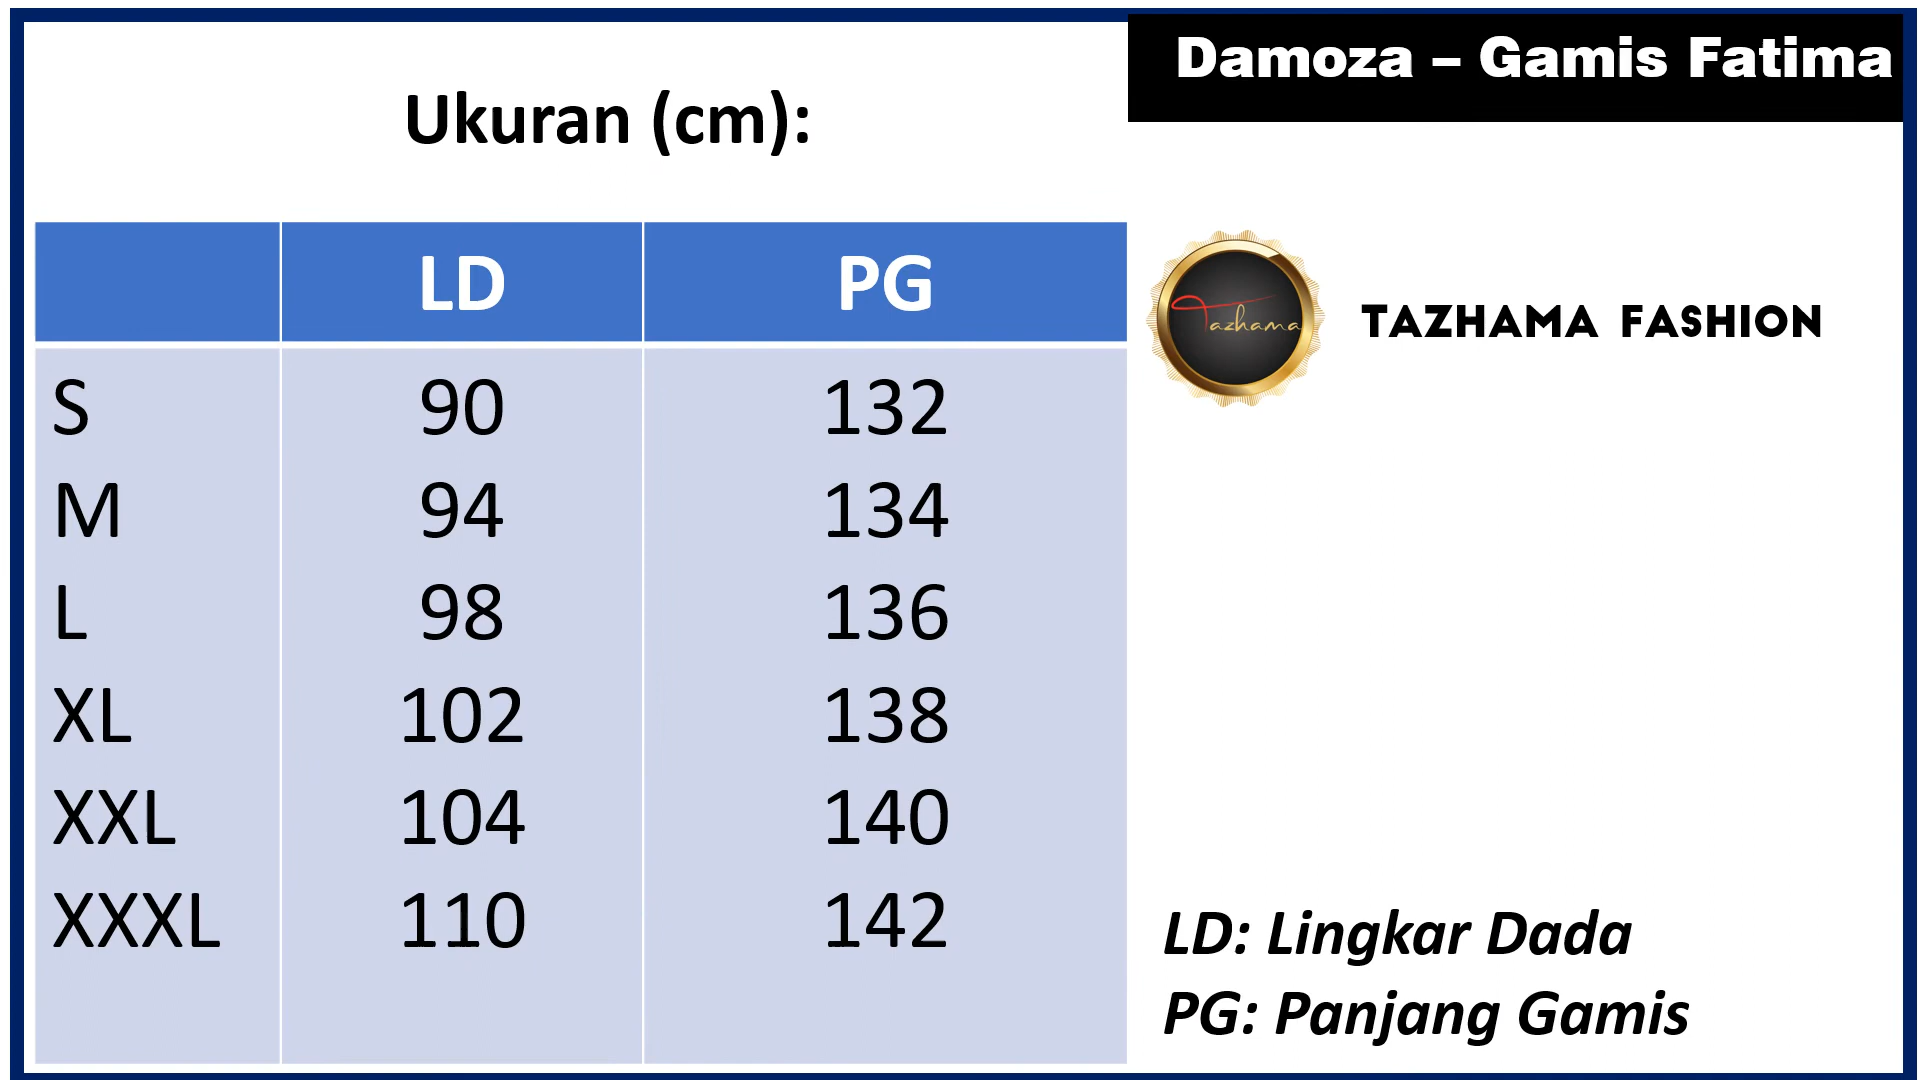 Damoza – Gamis Fatima
Ukuran (cm):
LD PG
S 90 132
M 94 134
L 98 136
XL 102 138
XXL 104 140
XXXL 110 142
Tazhama
TAZHAMA FASHION
LD: Lingkar Dada
PG: Panjang Gamis